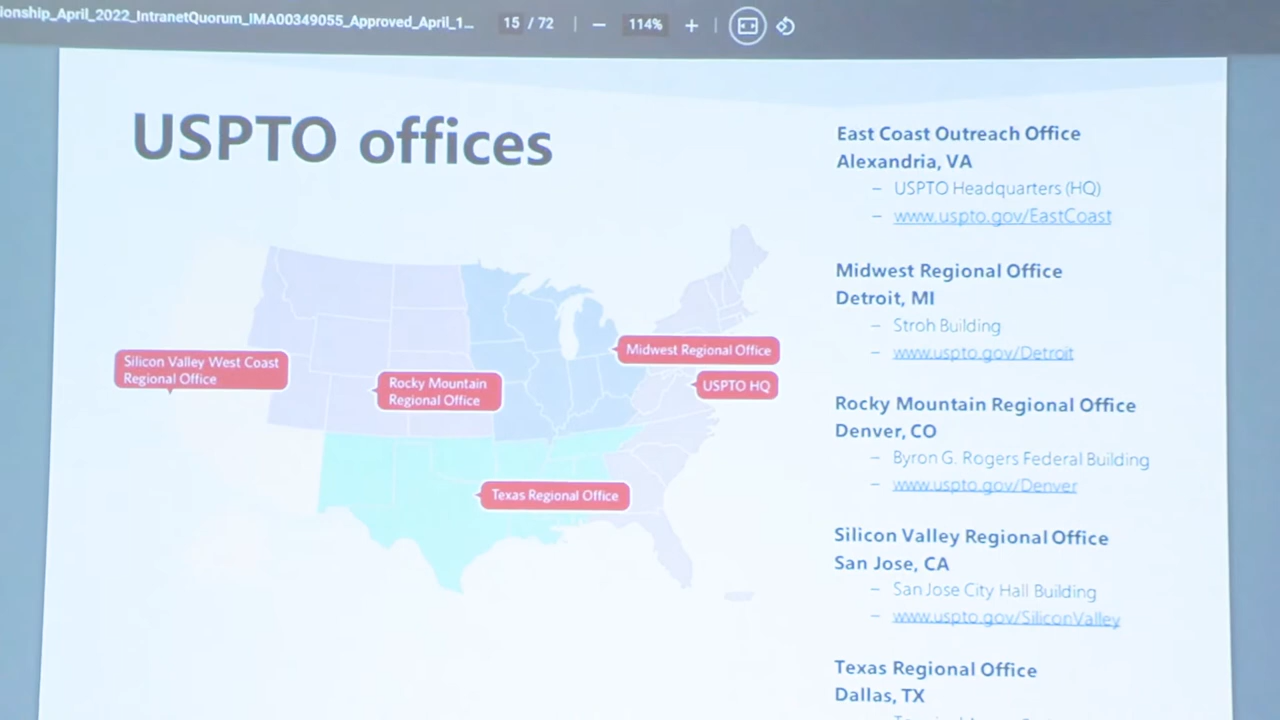 ionship_April_2022_IntranetQuorum_IMA00349055_Approved_April_1...
15 / 72
114%
USPTO offices
Silicon Valley West Coast
Regional Office
Rocky Mountain
Regional Office
Midwest Regional Office
USPTO HQ
Texas Regional Office
East Coast Outreach Office
Alexandria, VA
– USPTO Headquarters (HQ)
– www.uspto.gov/EastCoast
Midwest Regional Office
Detroit, MI
– Stroh Building
– www.uspto.gov/Detroit
Rocky Mountain Regional Office
Denver, CO
– Byron G. Rogers Federal Building
– www.uspto.gov/Denver
Silicon Valley Regional Office
San Jose, CA
– San Jose City Hall Building
– www.uspto.gov/SiliconValley
Texas Regional Office
Dallas, TX